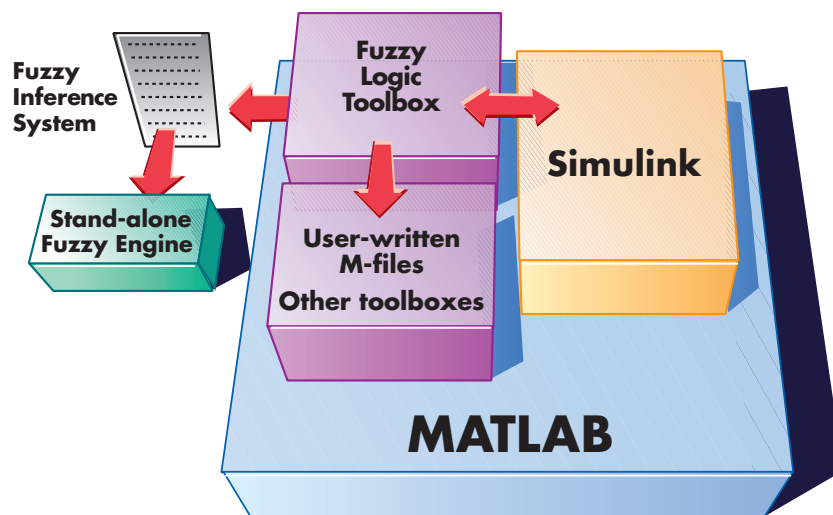 Fuzzy
Inference
System
Fuzzy
Logic
Toolbox
Simulink
Stand-alone
Fuzzy Engine
User-written
M-files
Other toolboxes
MATLAB